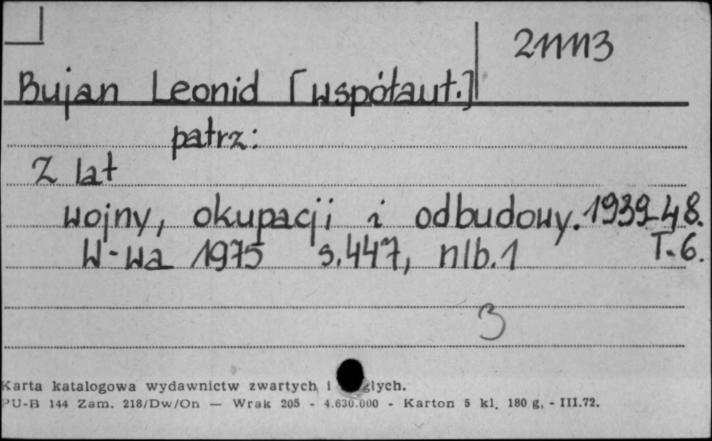 211113
Bujan Leonid [współaut.]
patrz:
Z lat
wojny, okupacji i odbudowy. 1939-48.
W-wa 1975 s.447, nlb.1 T.6.
3
Karta katalogowa wydawnictw zwartych i
PU-B 144 Zam. 218/Dw/On — Wrak 205 - 4.630.000 - Karton 5 kl. 180 g. - III.72.